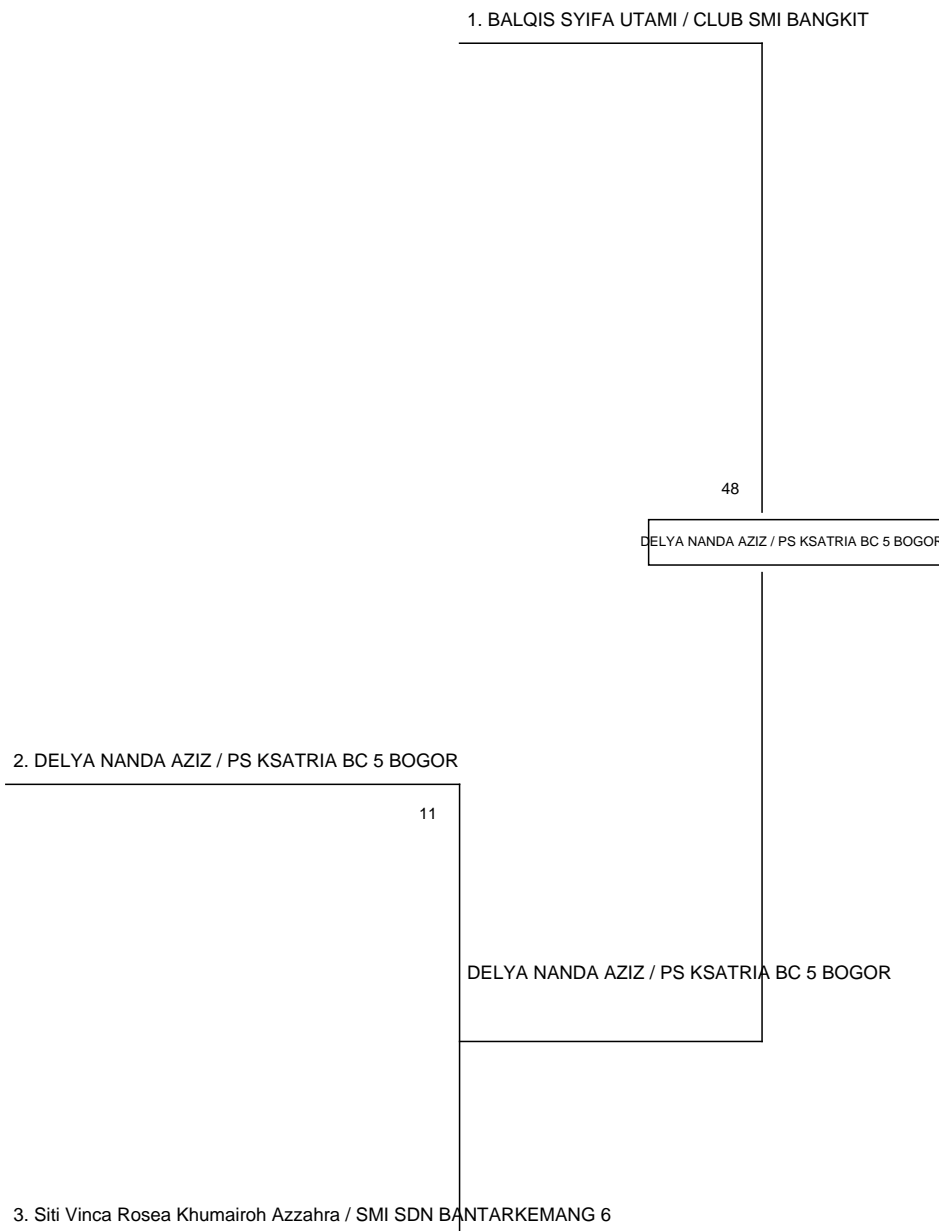 1. BALQIS SYIFA UTAMI / CLUB SMI BANGKIT
48
DELYA NANDA AZIZ / PS KSATRIA BC 5 BOGOR
2. DELYA NANDA AZIZ / PS KSATRIA BC 5 BOGOR
11
DELYA NANDA AZIZ / PS KSATRIA BC 5 BOGOR
3. Siti Vinca Rosea Khumairoh Azzahra / SMI SDN BANTARKEMANG 6